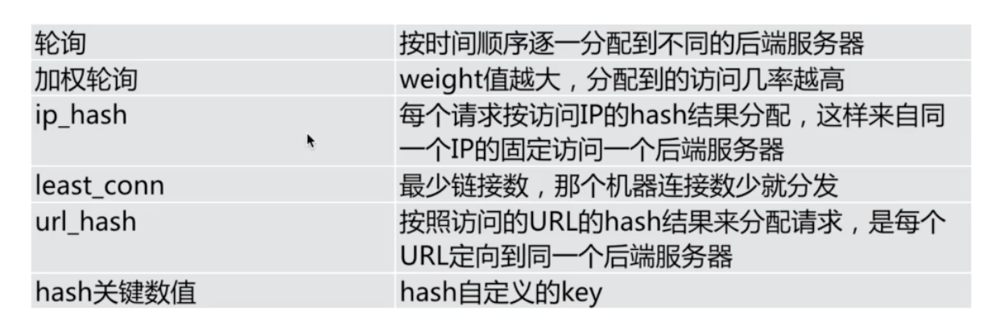 轮询
按时间顺序逐一分配到不同的后端服务器
加权轮询
weight值越大，分配到的访问几率越高
ip_hash
每个请求按访问IP的hash结果分配，这样来自同
一个IP的固定访问一个后端服务器
least_conn
最少链接数，那个机器连接数少就分发
url_hash
按照访问的URL的hash结果来分配请求，是每个
URL定向到同一个后端服务器
hash关键数值
hash自定义的key